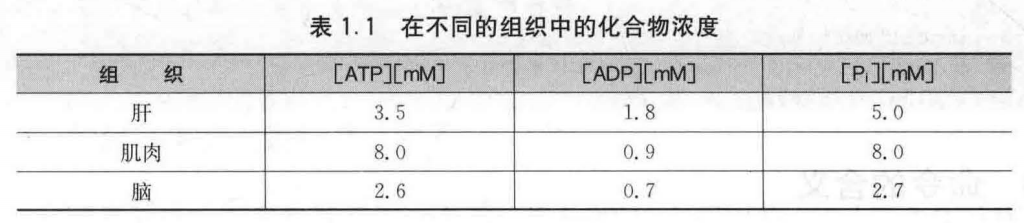 表 1.1 在不同的组织中的化合物浓度
组 织 [ATP][mM] [ADP][mM] [Pi][mM]
肝 3.5 1.8 5.0
肌肉 8.0 0.9 8.0
脑 2.6 0.7 2.7